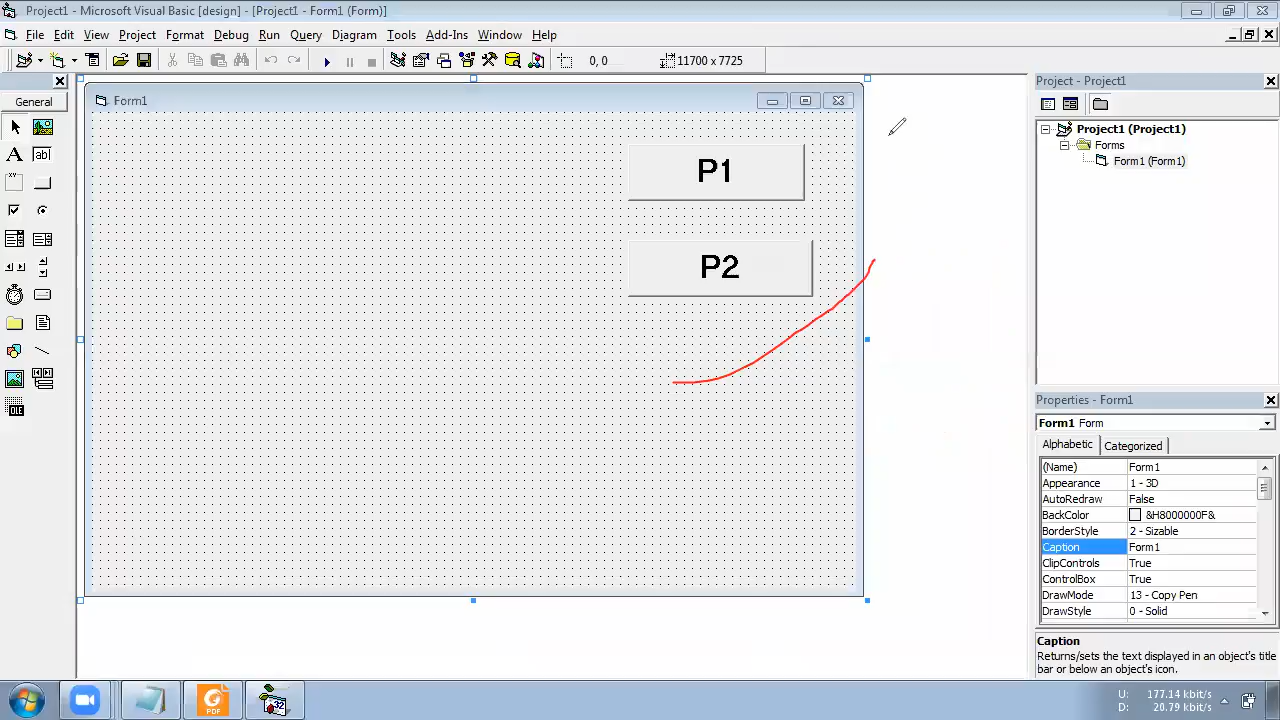 Project1 - Microsoft Visual Basic [design] - [Project1 - Form1 (Form)]
File Edit View Project Format Debug Run Query Diagram Tools Add-Ins Window Help
0, 0 11700 x 7725
General
Form1
P1
P2
Project - Project1
Project1 (Project1)
Forms
Form1 (Form1)
Properties - Form1
Form1 Form
Alphabetic Categorized
(Name) Form1
Appearance 1 - 3D
AutoRedraw False
BackColor &H8000000F&
BorderStyle 2 - Sizable
Caption Form1
ClipControls True
ControlBox True
DrawMode 13 - Copy Pen
DrawStyle 0 - Solid
Caption
Returns/sets the text displayed in an object's title
bar or below an object's icon.
A ab|
OLE
PDF
32
U: 177.14 kbit/s
D: 20.79 kbit/s